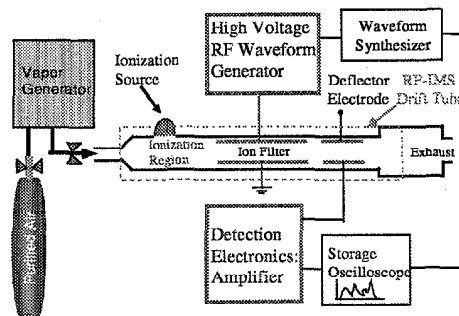 High Voltage
RF Waveform
Generator
Waveform
Synthesizer
Ionization
Source
Vapor
Generator
Deflector
Electrode
RP-IMS
Drift Tube
Ionization
Region
Ion Filter
Exhaust
Purified Air
Detection
Electronics:
Amplifier
Storage
Oscilloscope